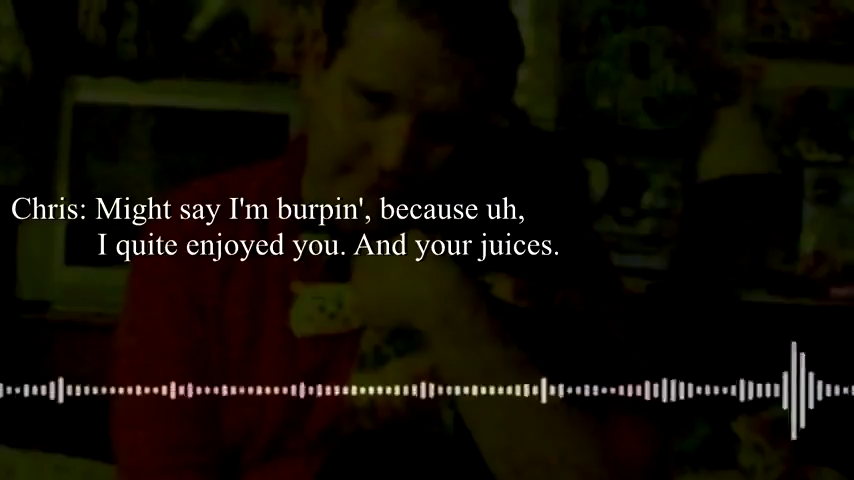 Chris: Might say I'm burpin', because uh,
I quite enjoyed you. And your juices.